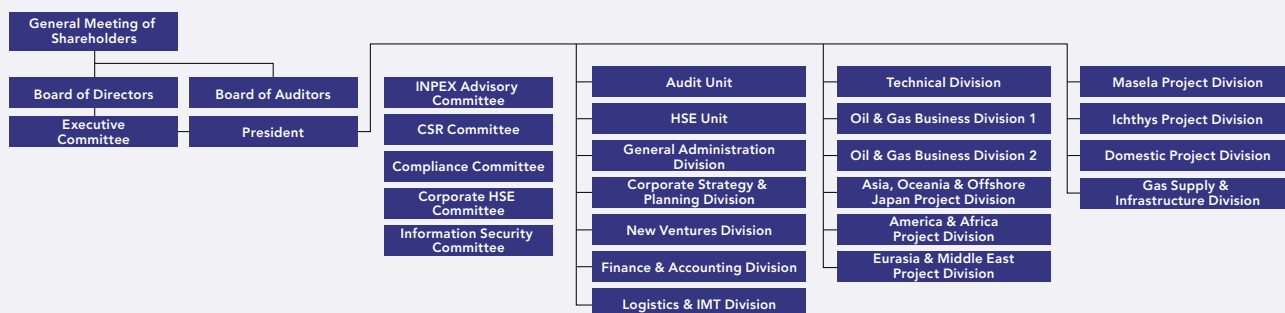 General Meeting of
Shareholders
Board of Directors
Board of Auditors
Executive
Committee
President
INPEX Advisory
Committee
CSR Committee
Compliance Committee
Corporate HSE
Committee
Information Security
Committee
Audit Unit
HSE Unit
General Administration
Division
Corporate Strategy &
Planning Division
New Ventures Division
Finance & Accounting Division
Logistics & IMT Division
Technical Division
Oil & Gas Business Division 1
Oil & Gas Business Division 2
Asia, Oceania & Offshore
Japan Project Division
America & Africa
Project Division
Eurasia & Middle East
Project Division
Masela Project Division
Ichthys Project Division
Domestic Project Division
Gas Supply &
Infrastructure Division